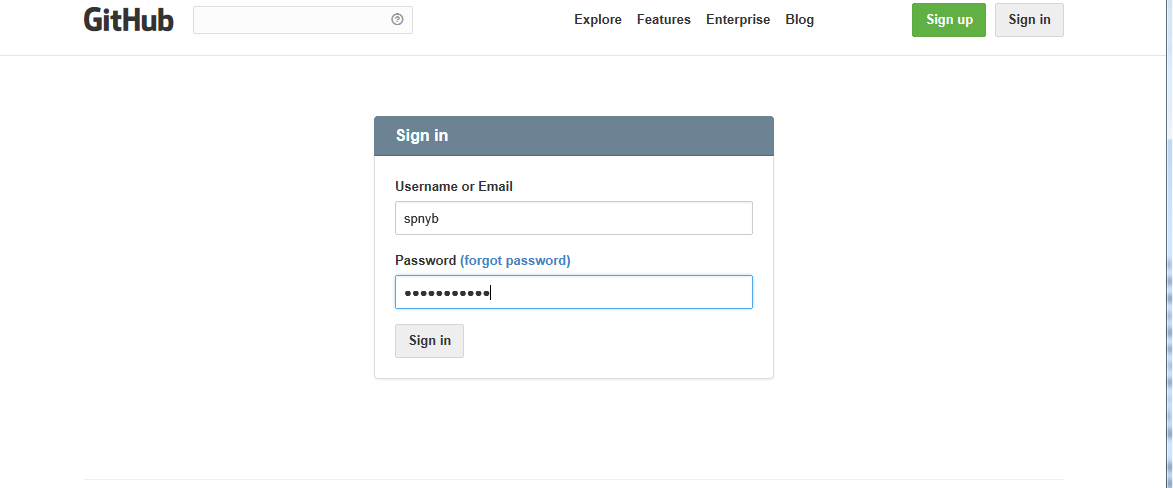 GitHub Explore Features Enterprise Blog Sign up Sign in
Sign in
Username or Email
spnyb
Password (forgot password)
•••••••••••
Sign in